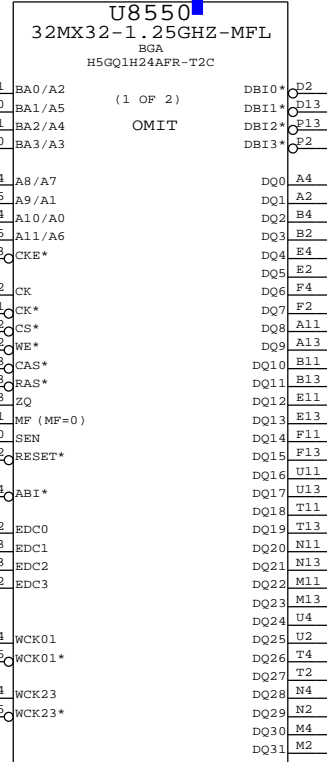 U8550
32MX32-1.25GHZ-MFL
BGA
H5GQ1H24AFR-T2C
(1 OF 2)
OMIT
BA0/A2
BA1/A5
BA2/A4
BA3/A3
A8/A7
A9/A1
A10/A0
A11/A6
CKE*
CK
CK*
CS*
WE*
CAS*
RAS*
ZQ
MF (MF=0)
SEN
RESET*
ABI*
EDC0
EDC1
EDC2
EDC3
WCK01
WCK01*
WCK23
WCK23*
DBI0* D2
DBI1* D13
DBI2* P13
DBI3* P2
DQ0 A4
DQ1 A2
DQ2 B4
DQ3 B2
DQ4 E4
DQ5 E2
DQ6 F4
DQ7 F2
DQ8 A11
DQ9 A13
DQ10 B11
DQ11 B13
DQ12 E11
DQ13 E13
DQ14 F11
DQ15 F13
DQ16 U11
DQ17 U13
DQ18 T11
DQ19 T13
DQ20 N11
DQ21 N13
DQ22 M11
DQ23 M13
DQ24 U4
DQ25 U2
DQ26 T4
DQ27 T2
DQ28 N4
DQ29 N2
DQ30 M4
DQ31 M2